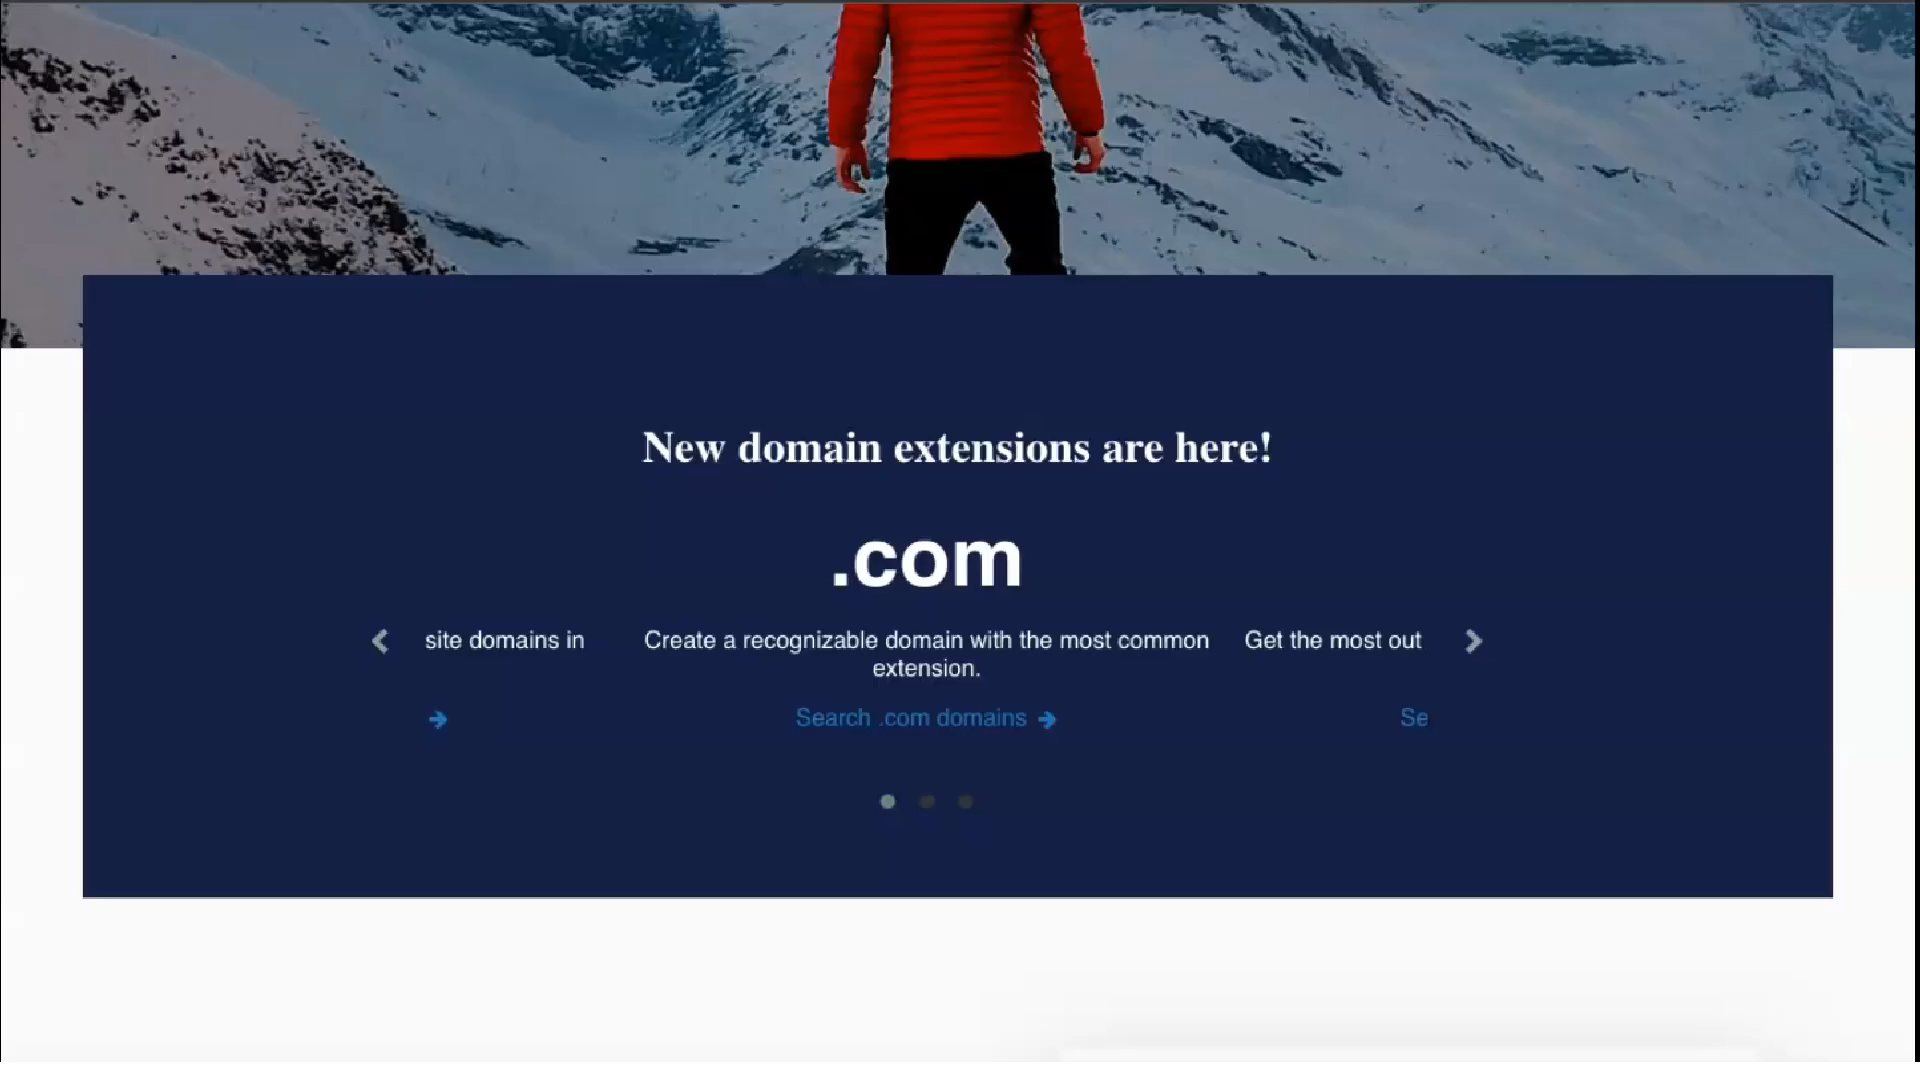 New domain extensions are here!
.com
site domains in
Create a recognizable domain with the most common
extension.
Get the most out
Search .com domains
Se